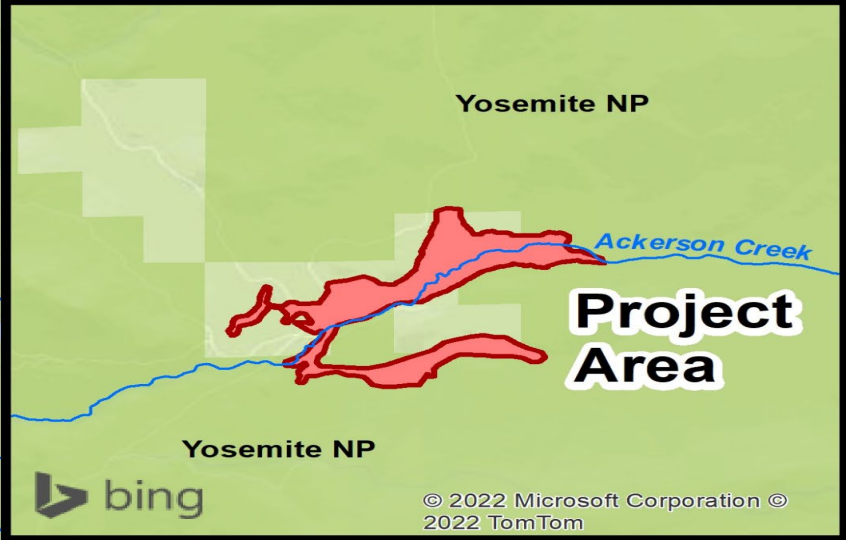 Yosemite NP
Ackerson Creek
Project
Area
Yosemite NP
bing
© 2022 Microsoft Corporation ©
2022 TomTom